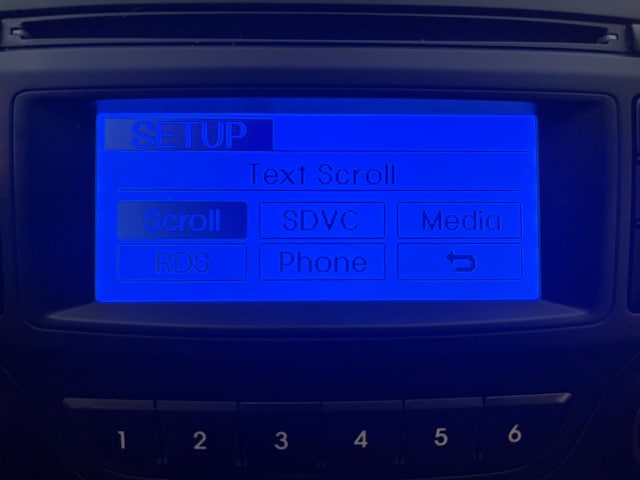 SETUP
Text Scroll
Scroll SDVC Media
RDS Phone
1 2 3 4 5 6